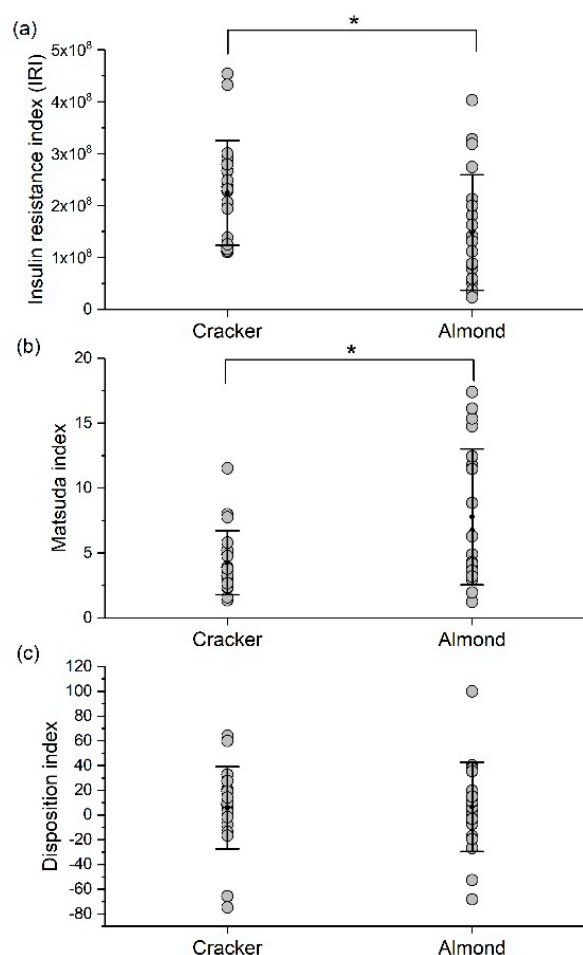 (a)
*
Insulin resistance index (IRI)
5x10⁸
4x10⁸
3x10⁸
2x10⁸
1x10⁸
0
Cracker Almond
(b)
*
Matsuda index
20
15
10
5
0
Cracker Almond
(c)
Disposition index
120
100
80
60
40
20
0
-20
-40
-60
-80
Cracker Almond